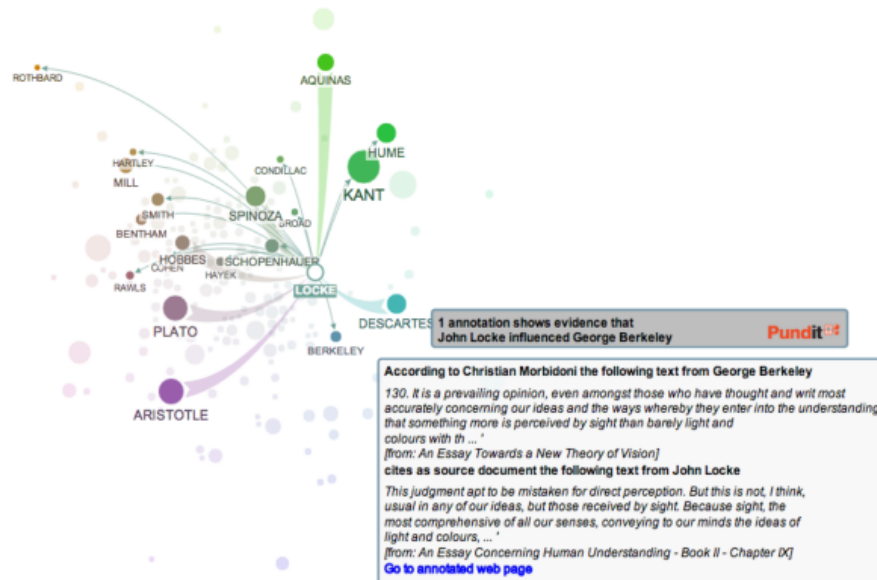 ROTHBARD
AQUINAS
HUME
HARTLEY
CONDILLAC
MILL
KANT
SMITH
SPINOZA
BROAD
BENTHAM
HOBBES
SCHOPENHAUER
COHEN
HAYEK
RAWLS
LOCKE
PLATO
DESCARTES
BERKELEY
ARISTOTLE
1 annotation shows evidence that
John Locke influenced George Berkeley
Pundit
According to Christian Morbidoni the following text from George Berkeley
130. It is a prevailing opinion, even amongst those who have thought and writ most
accurately concerning our ideas and the ways whereby they enter into the understanding
that something more is perceived by sight than barely light and
colours with th ... '
[from: An Essay Towards a New Theory of Vision]
cites as source document the following text from John Locke
This judgment apt to be mistaken for direct perception. But this is not, I think,
usual in any of our ideas, but those received by sight. Because sight, the
most comprehensive of all our senses, conveying to our minds the ideas of
light and colours, ... '
[from: An Essay Concerning Human Understanding - Book II - Chapter IX]
Go to annotated web page